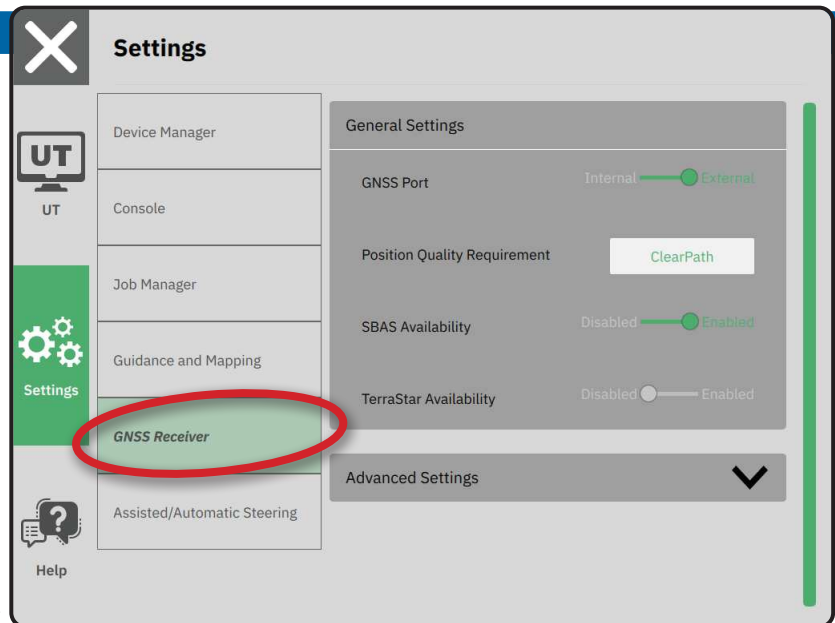 Settings
UT
UT
Settings
Help
Device Manager
Console
Job Manager
Guidance and Mapping
GNSS Receiver
Assisted/Automatic Steering
General Settings
GNSS Port Internal External
Position Quality Requirement ClearPath
SBAS Availability Disabled Enabled
TerraStar Availability Disabled Enabled
Advanced Settings